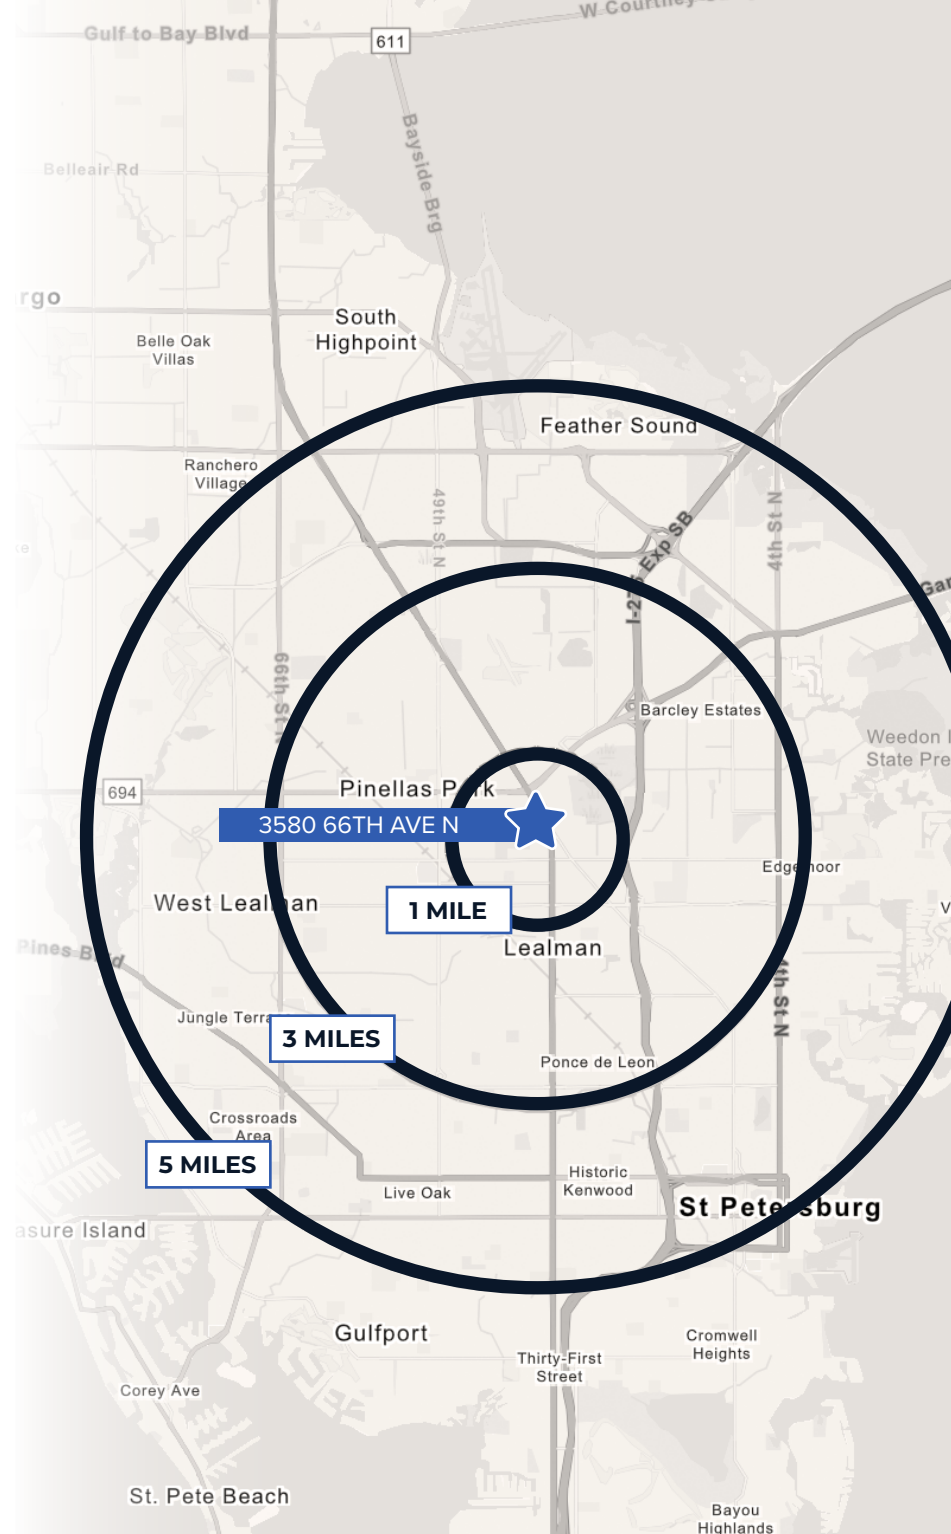 W Courtney
Gulf to Bay Blvd
611
Bayside Brg
Belleair Rd
rgo
South
Highpoint
Belle Oak
Villas
Feather Sound
Ranchero
Village
49th St N
4th St N
I-275 Exp SB
Gan
66th St N
Barcley Estates
Weedon I
State Pre
Pinellas Park
694
3580 66TH AVE N
Edgemoor
West Lealman
1 MILE
V
Lealman
Pines Blvd
4th St N
Jungle Terra
3 MILES
Ponce de Leon
Crossroads
Area
5 MILES
Historic
Kenwood
Live Oak
St Petersburg
asure Island
Gulfport
Cromwell
Heights
Thirty-First
Street
Corey Ave
St. Pete Beach
Bayou
Highlands